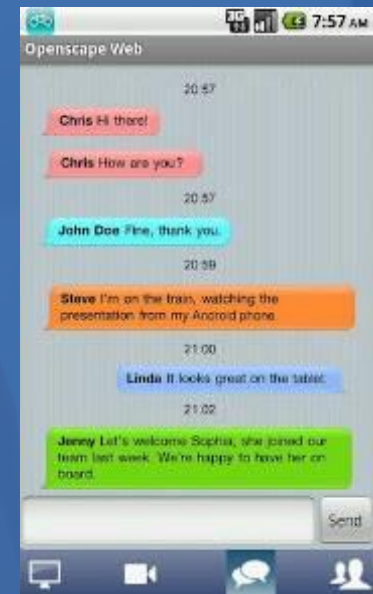 3G
7:57 AM
Openscape Web
20:57
Chris Hi there!
Chris How are you?
20:57
John Doe Fine, thank you.
20:59
Steve I'm on the train, watching the
presentation from my Android phone.
21:00
Linda It looks great on the tablet.
21:02
Jenny Let's welcome Sophia, she joined our
team last week. We're happy to have her on
board.
Send